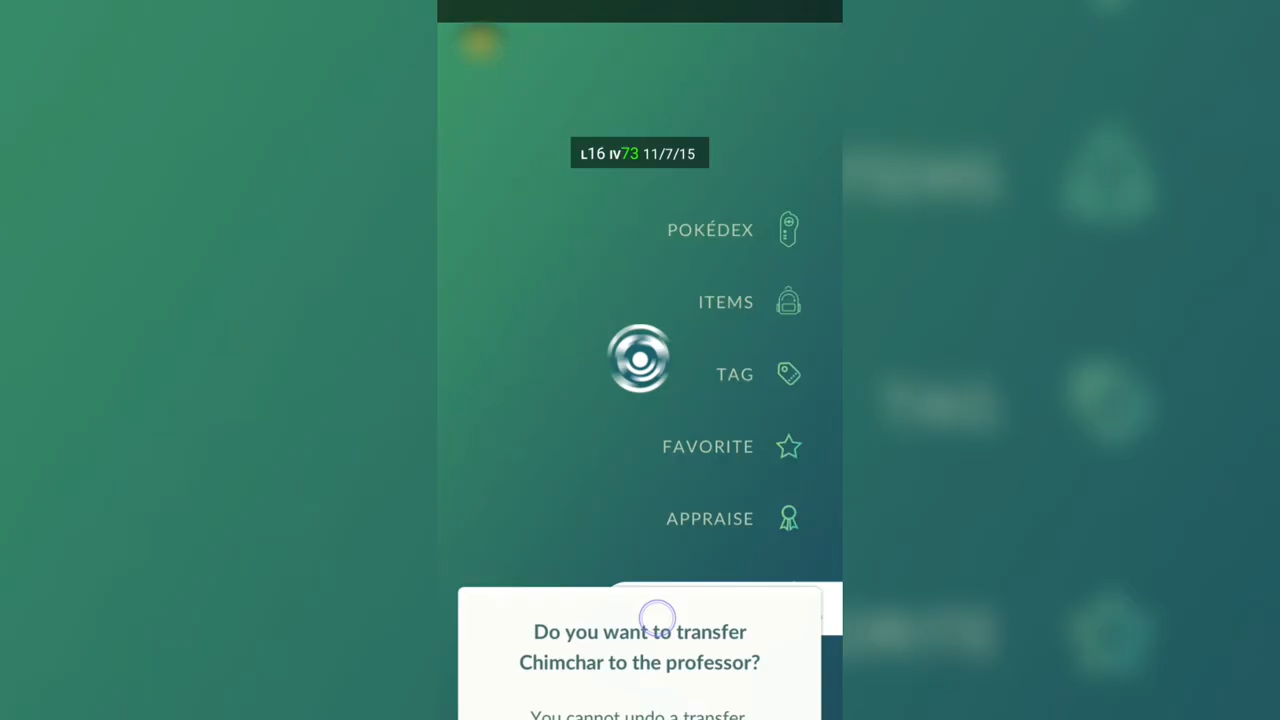 L16 IV73 11/7/15
POKÉDEX
ITEMS
TAG
FAVORITE
APPRAISE
Do you want to transfer
Chimchar to the professor?
You cannot undo a transfer.